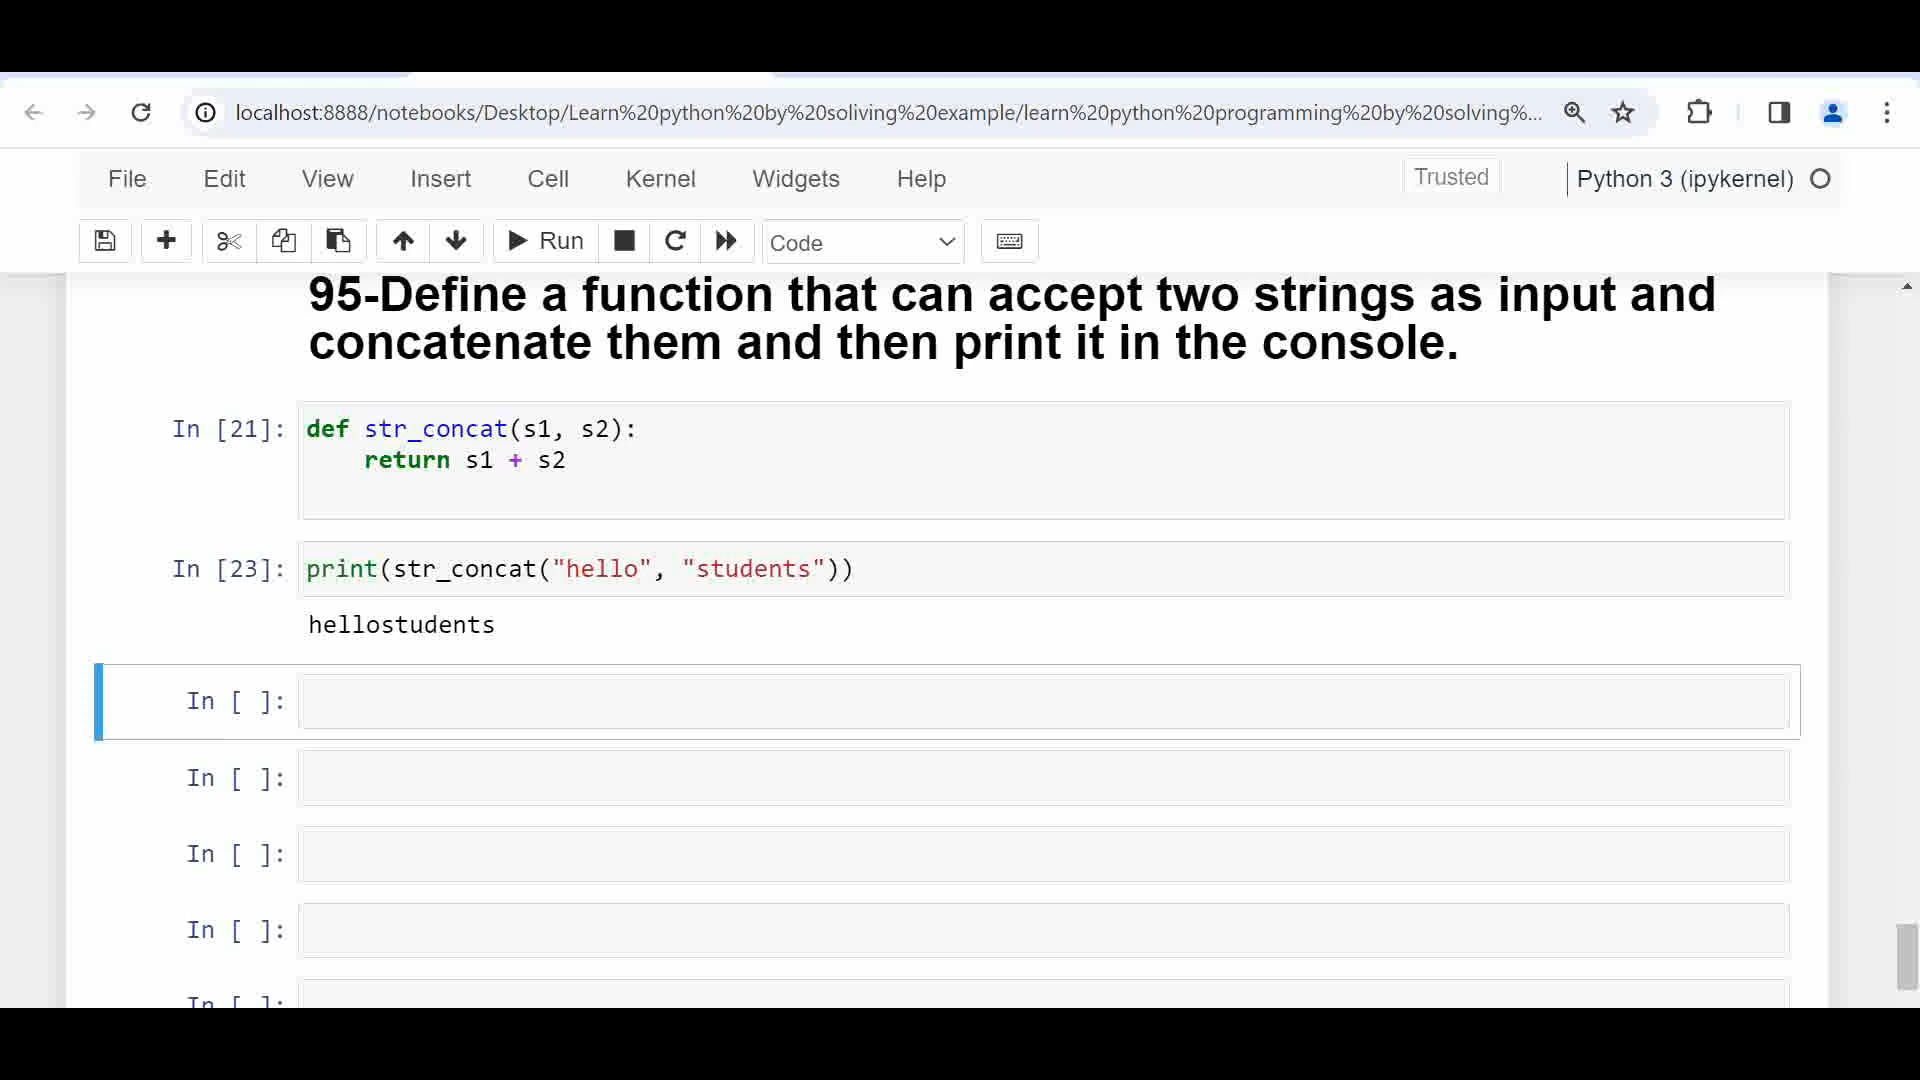 localhost:8888/notebooks/Desktop/Learn%20python%20by%20soliving%20example/learn%20python%20programming%20by%20solving%...
File Edit View Insert Cell Kernel Widgets Help Trusted Python 3 (ipykernel)
Run Code
95-Define a function that can accept two strings as input and
concatenate them and then print it in the console.
In [21]: def str_concat(s1, s2):
return s1 + s2
In [23]: print(str_concat("hello", "students"))
hellostudents
In [ ]:
In [ ]:
In [ ]:
In [ ]:
In [ ]: